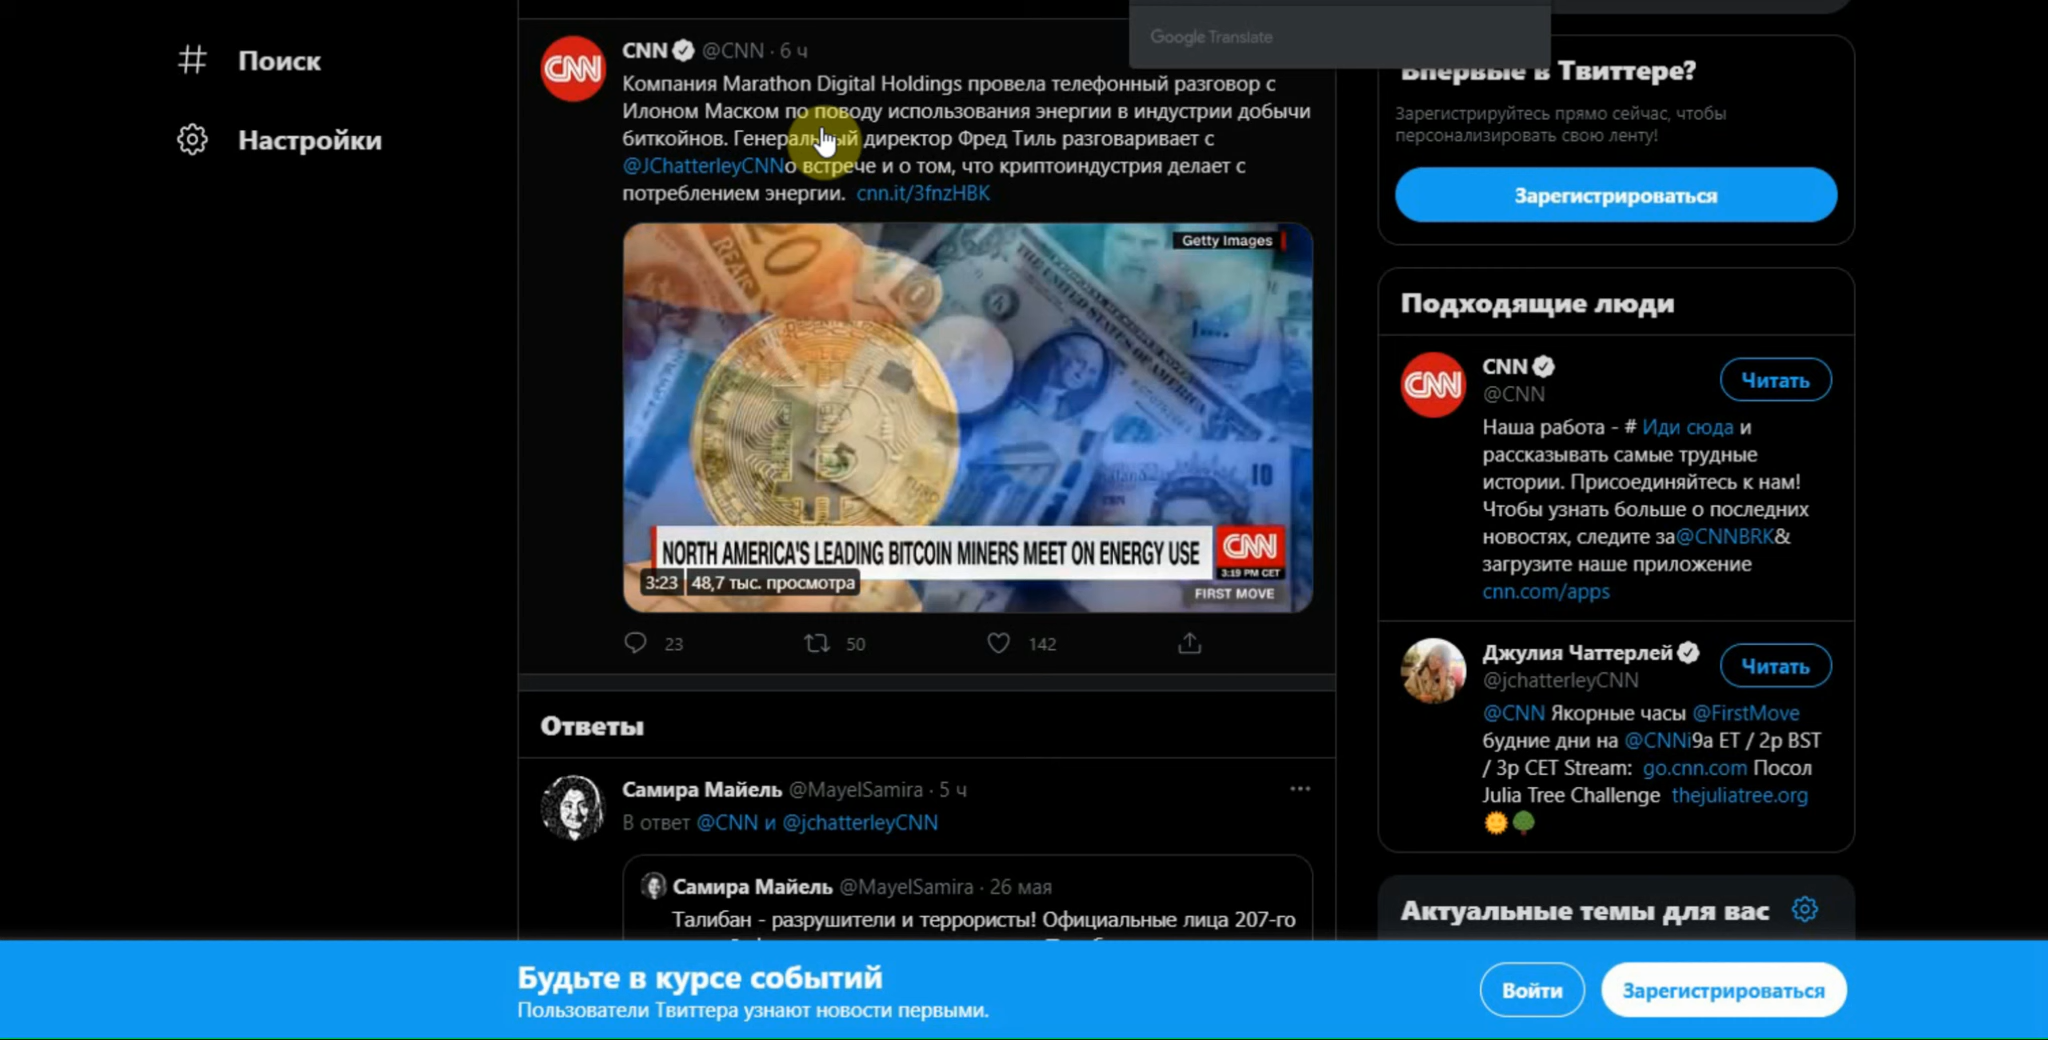 Поиск
Настройки
Google Translate
CNN @CNN · 6 ч
Компания Marathon Digital Holdings провела телефонный разговор с
Илоном Маском по поводу использования энергии в индустрии добычи
биткойнов. Генеральный директор Фред Тиль разговаривает с
@JChatterleyCNNо встрече и о том, что криптоиндустрия делает с
потреблением энергии. cnn.it/3fnzHBK
CNN
Getty Images
NORTH AMERICA'S LEADING BITCOIN MINERS MEET ON ENERGY USE
CNN
3:19 PM CET
3:23 48,7 тыс. просмотра
FIRST MOVE
23 50 142
Ответы
Самира Майель @MayelSamira · 5 ч
В ответ @CNN и @jchatterleyCNN
Самира Майель @MayelSamira · 26 мая
Талибан - разрушители и террористы! Официальные лица 207-го
Впервые в Твиттере?
Зарегистрируйтесь прямо сейчас, чтобы
персонализировать свою ленту!
Зарегистрироваться
Подходящие люди
CNN
CNN
@CNN
Читать
Наша работа - # Иди сюда и
рассказывать самые трудные
истории. Присоединяйтесь к нам!
Чтобы узнать больше о последних
новостях, следите за@CNNBRK&
загрузите наше приложение
cnn.com/apps
Джулия Чаттерлей
@jchatterleyCNN
Читать
@CNN Якорные часы @FirstMove
будние дни на @CNNi9a ET / 2p BST
/ 3p CET Stream: go.cnn.com Посол
Julia Tree Challenge thejuliatree.org
Актуальные темы для вас
Будьте в курсе событий
Пользователи Твиттера узнают новости первыми.
Войти
Зарегистрироваться